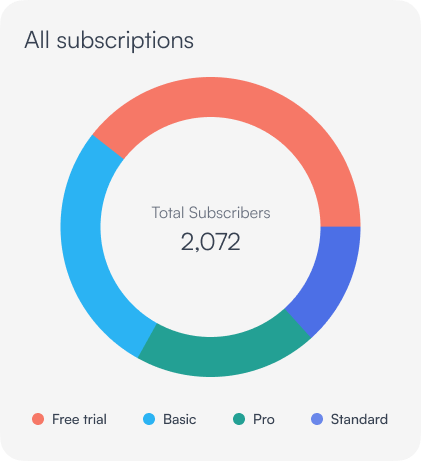 All subscriptions
Total Subscribers
2,072
Free trial
Basic
Pro
Standard